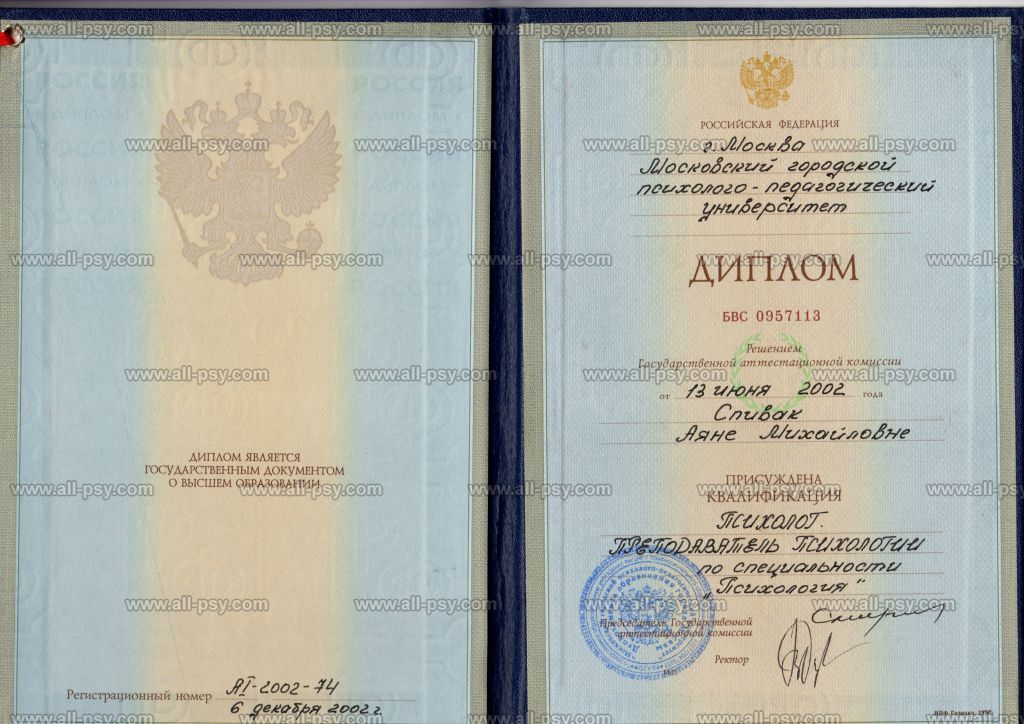 ДИПЛОМ ЯВЛЯЕТСЯ
ГОСУДАРСТВЕННЫМ ДОКУМЕНТОМ
О ВЫСШЕМ ОБРАЗОВАНИИ
Регистрационный номер АI-2002-74
6 декабря 2002 г.
РОССИЙСКАЯ ФЕДЕРАЦИЯ
г. Москва
Московский городской
психолого-педагогический
университет
ДИПЛОМ
БВС 0957113
Решением
Государственной аттестационной комиссии
от 13 июня 2002 года
Спивак
Аяне Михайловне
ПРИСУЖДЕНА
КВАЛИФИКАЦИЯ
ПСИХОЛОГ.
ПРЕПОДАВАТЕЛЬ ПСИХОЛОГИИ
по специальности
"Психология"
Председатель Государственной
аттестационной комиссии
Ректор
www.all-psy.com